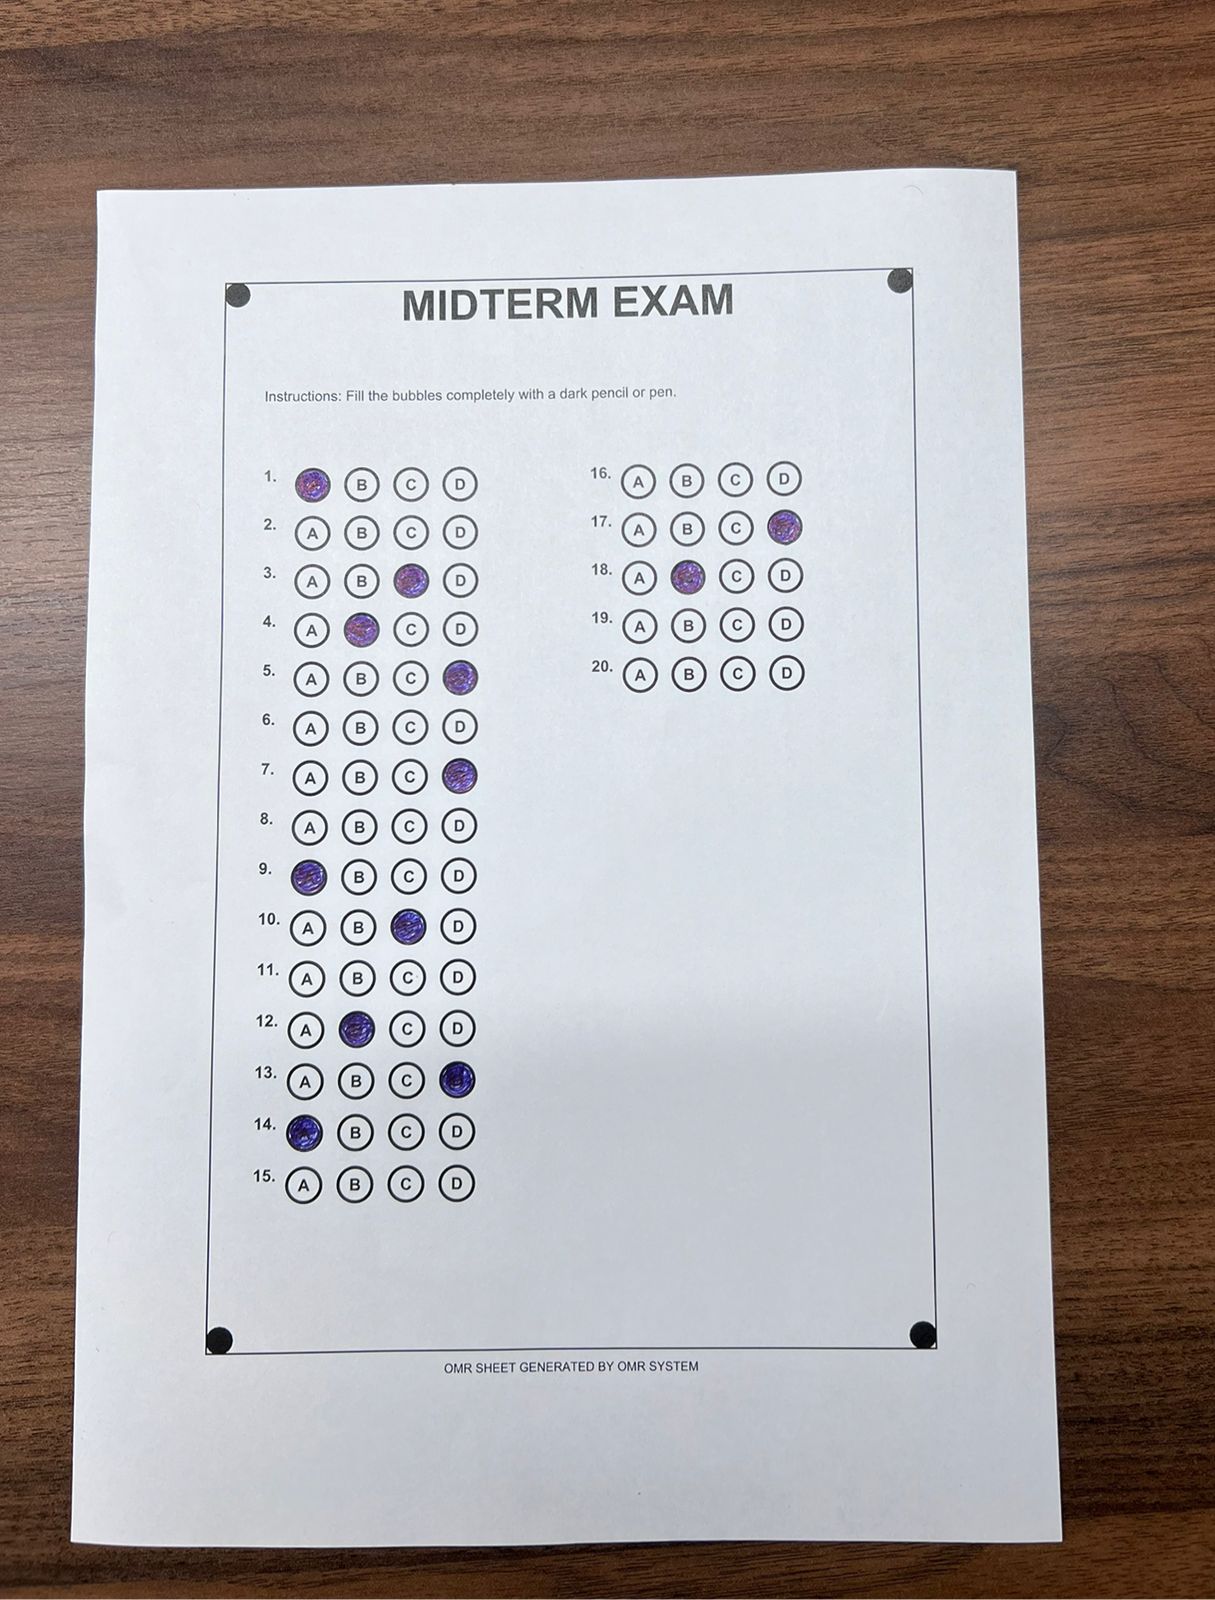 MIDTERM EXAM
Instructions: Fill the bubbles completely with a dark pencil or pen.
1. B C D
2. A B C D
3. A B D
4. A C D
5. A B C
6. A B C D
7. A B C
8. A B C D
9. B C D
10. A B D
11. A B C D
12. A C D
13. A B C
14. B C D
15. A B C D
16. A B C D
17. A B C
18. A C D
19. A B C D
20. A B C D
OMR SHEET GENERATED BY OMR SYSTEM